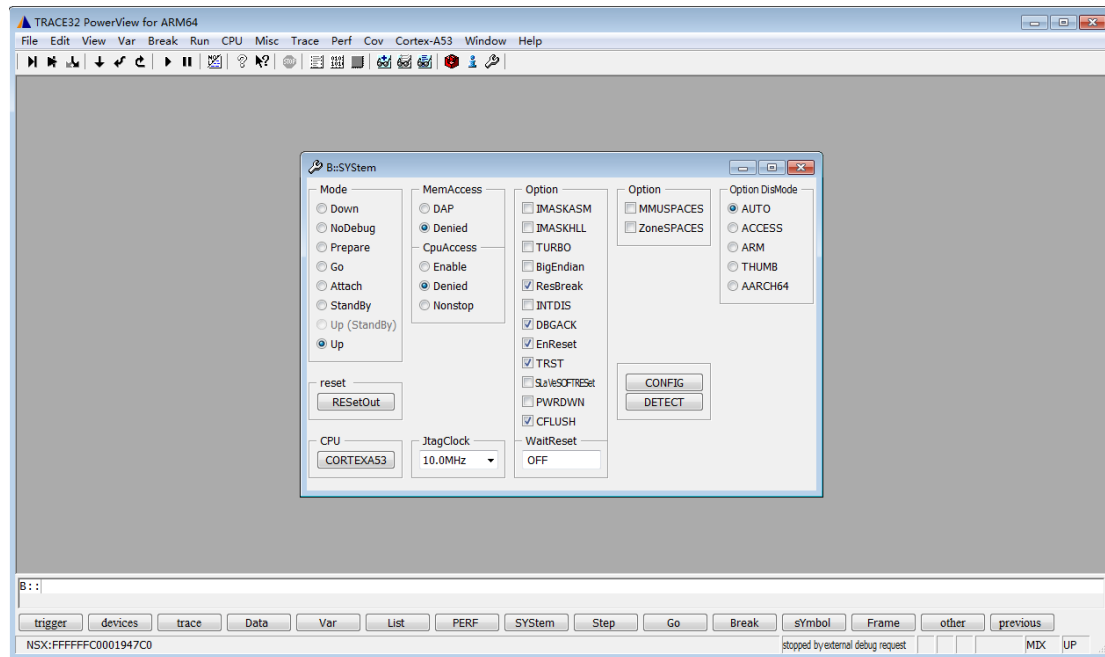 TRACE32 PowerView for ARM64
File Edit View Var Break Run CPU Misc Trace Perf Cov Cortex-A53 Window Help
B::SYStem
Mode
Down
NoDebug
Prepare
Go
Attach
StandBy
Up (StandBy)
Up
reset
RESetOut
CPU
CORTEXA53
MemAccess
DAP
Denied
CpuAccess
Enable
Denied
Nonstop
JtagClock
10.0MHz
Option
IMASKASM
IMASKHLL
TURBO
BigEndian
ResBreak
INTDIS
DBGACK
EnReset
TRST
SLaVeSOFTRESet
PWRDWN
CFLUSH
WaitReset
OFF
Option
MMUSPACES
ZoneSPACES
CONFIG
DETECT
Option DisMode
AUTO
ACCESS
ARM
THUMB
AARCH64
B::
trigger devices trace Data Var List PERF SYStem Step Go Break sYmbol Frame other previous
NSX:FFFFFFC0001947C0 stopped by external debug request MIX UP